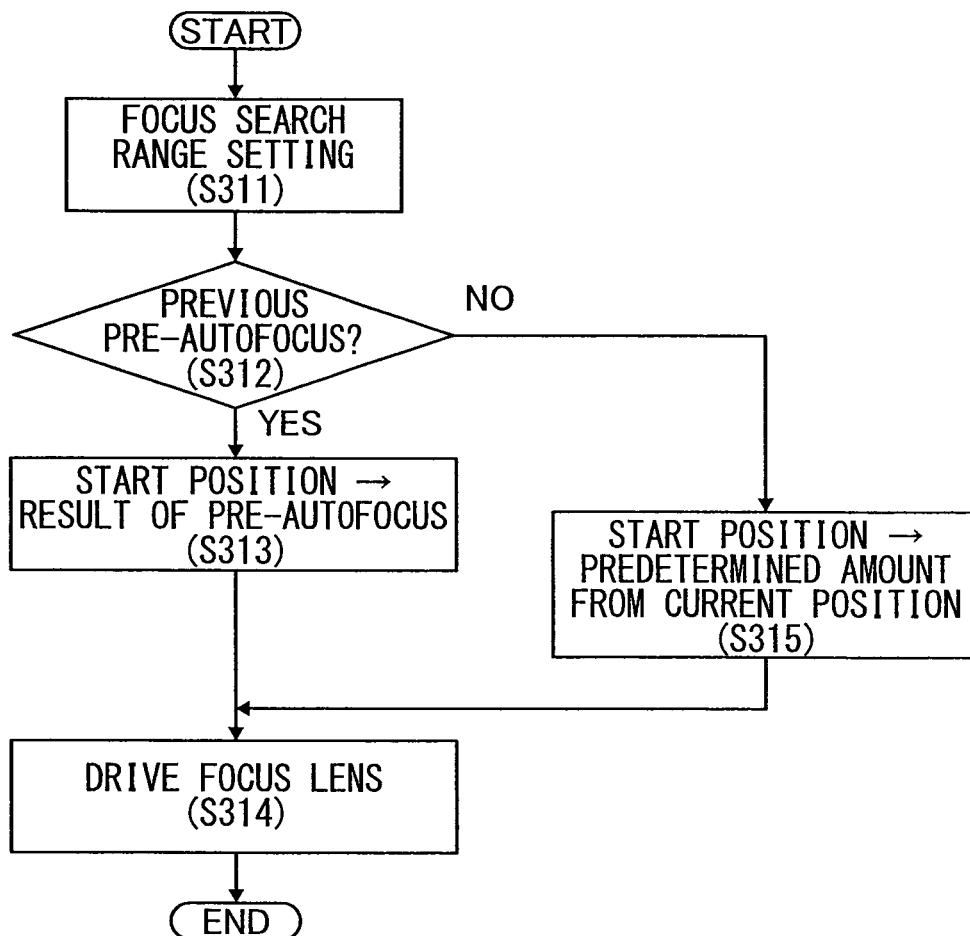 START
FOCUS SEARCH
RANGE SETTING
(S311)
PREVIOUS
PRE-AUTOFOCUS?
(S312)
NO
YES
START POSITION →
RESULT OF PRE-AUTOFOCUS
(S313)
START POSITION →
PREDETERMINED AMOUNT
FROM CURRENT POSITION
(S315)
DRIVE FOCUS LENS
(S314)
END